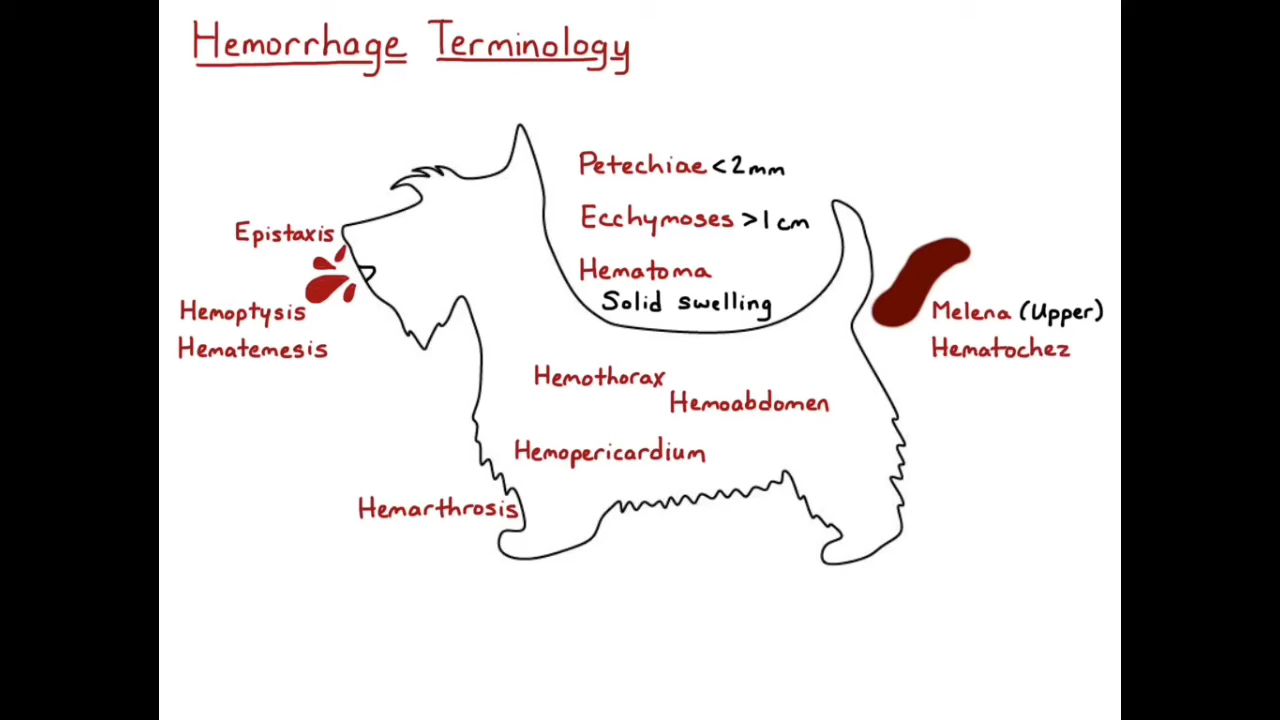 Hemorrhage Terminology
Petechiae <2mm
Ecchymoses >1cm
Hematoma
Solid swelling
Epistaxis
Hemoptysis
Hematemesis
Melena (Upper)
Hematochez
Hemothorax
Hemoabdomen
Hemopericardium
Hemarthrosis